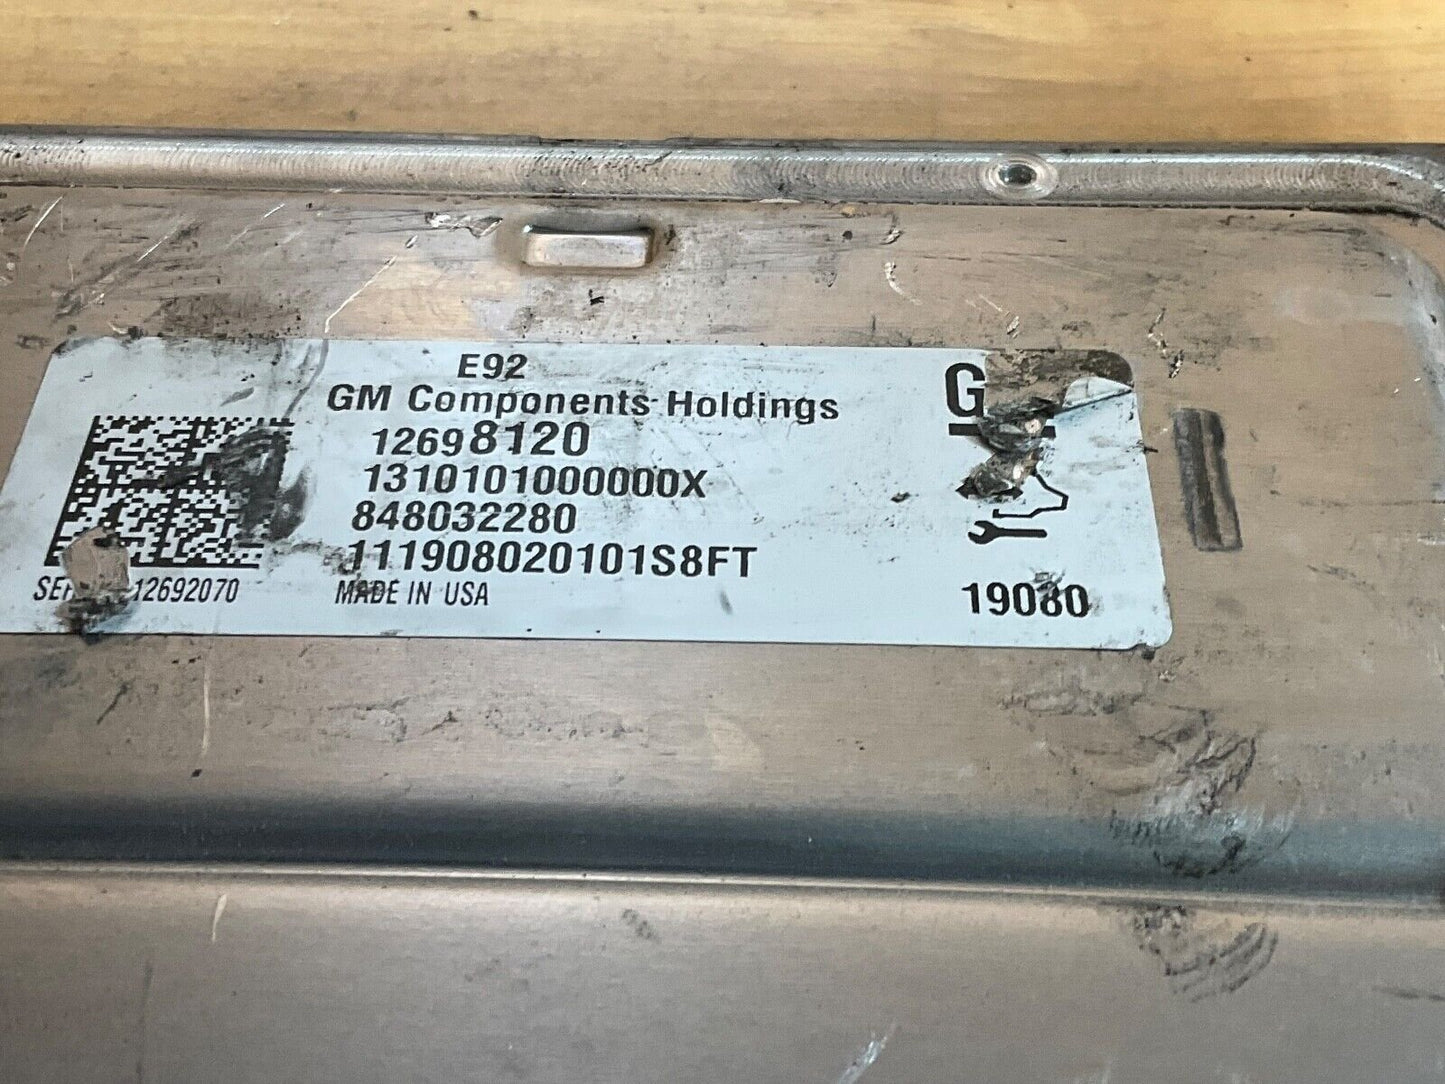 E92
GM Components Holdings
12698120
1310101000000X
848032280
111908020101S8FT
12692070
MADE IN USA
G
19080